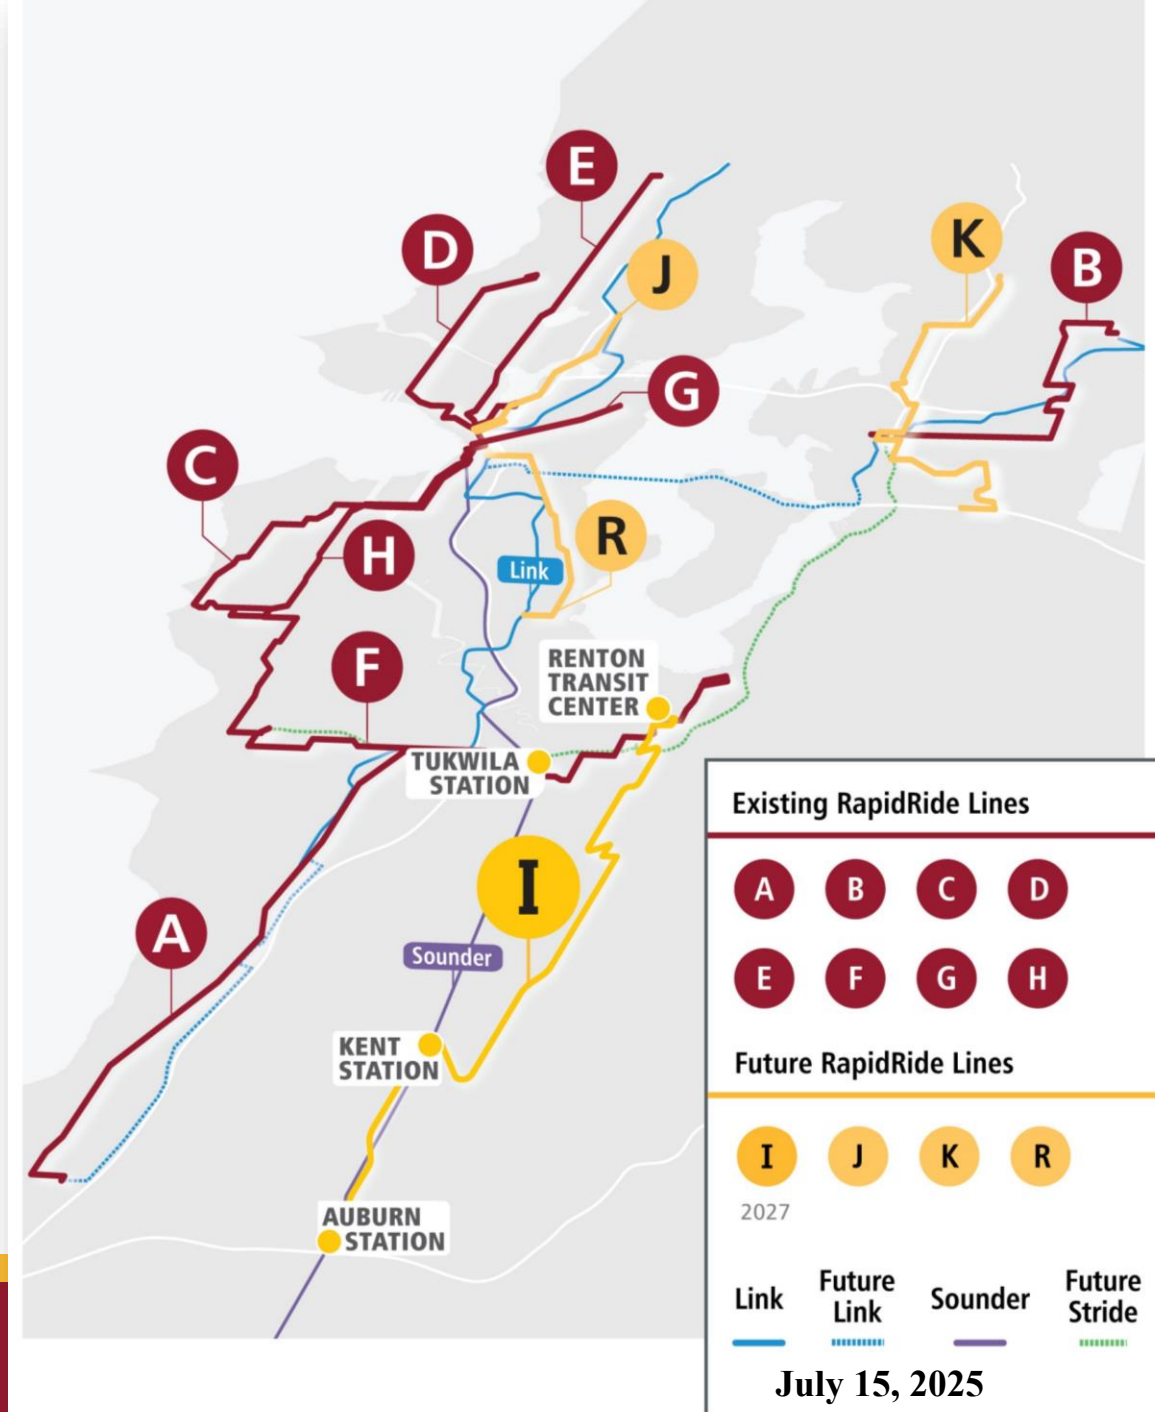 E
D
J
K
B
G
C
H
R
Link
F
RENTON
TRANSIT
CENTER
TUKWILA
STATION
I
A
Sounder
KENT
STATION
AUBURN
STATION
Existing RapidRide Lines
A B C D
E F G H
Future RapidRide Lines
I J K R
2027
Link
Future
Link
Sounder
Future
Stride
July 15, 2025